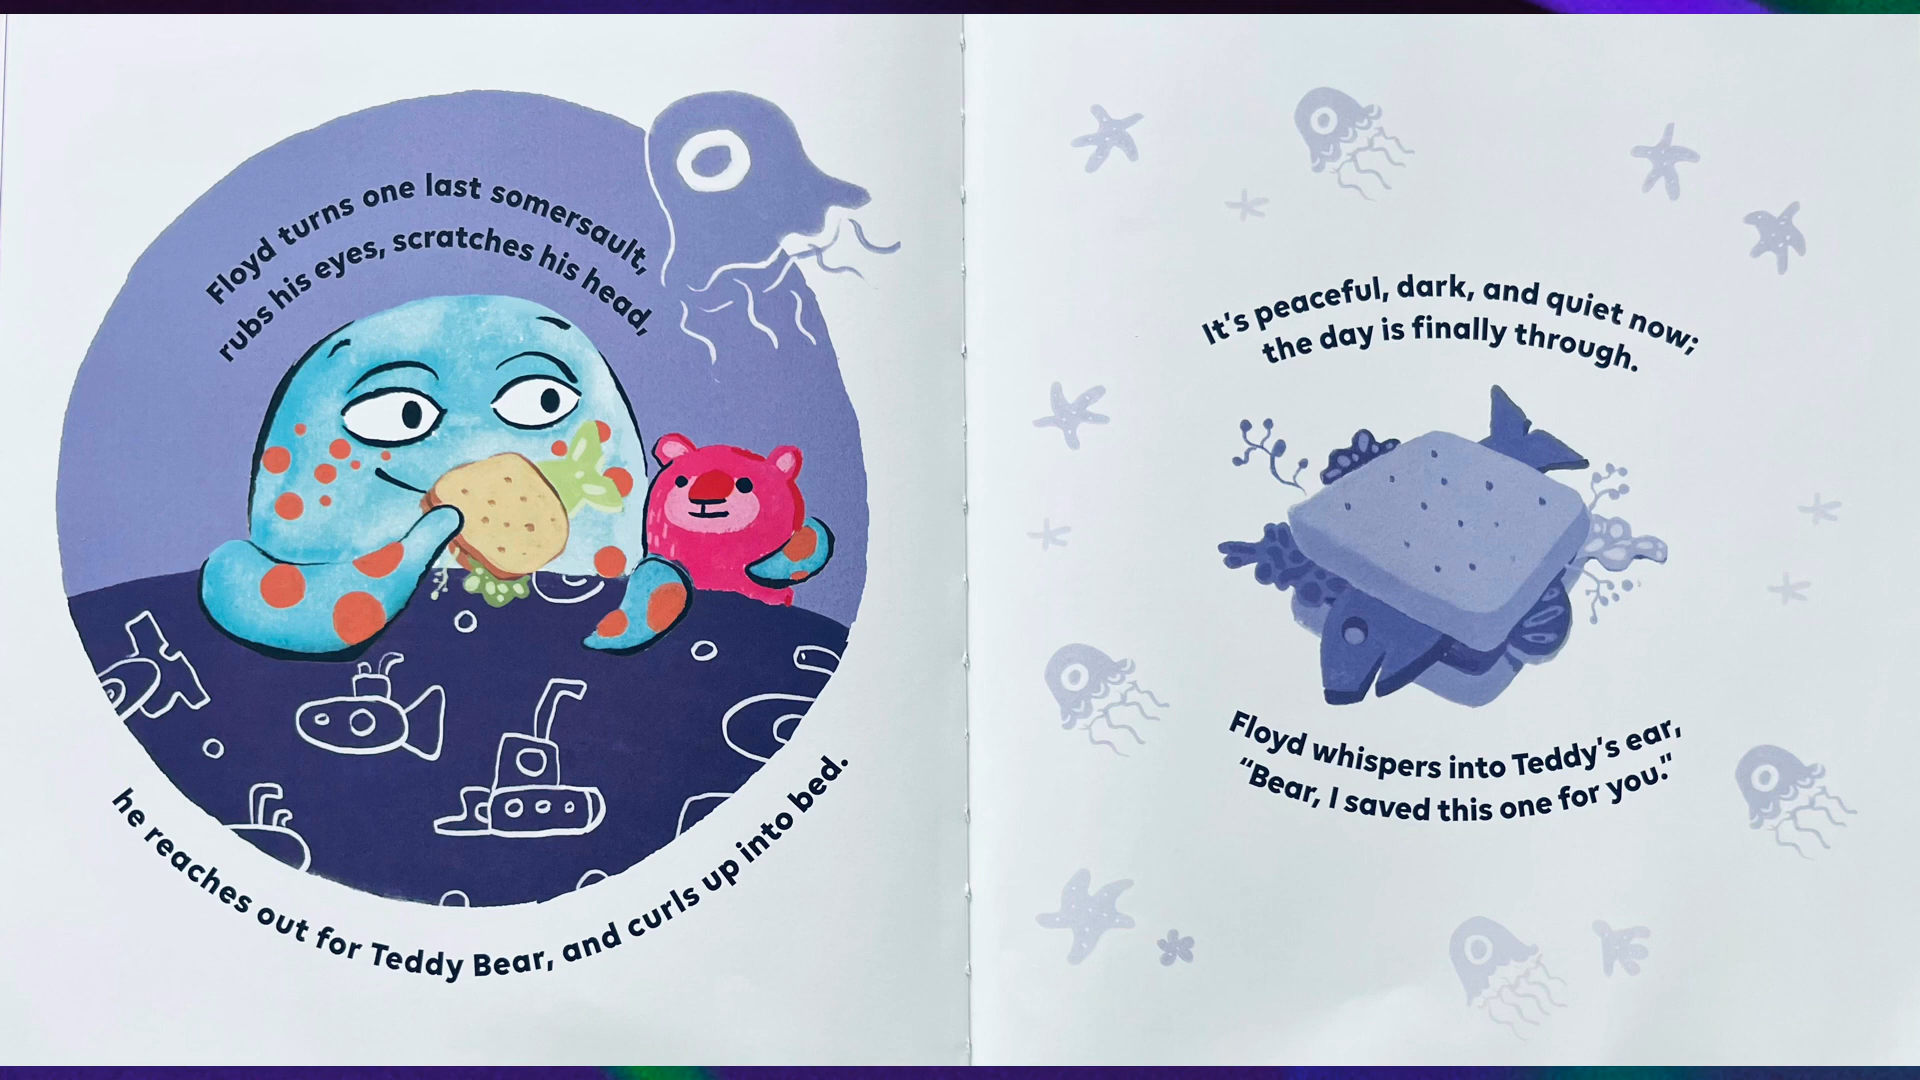 Floyd turns one last somersault,
rubs his eyes, scratches his head,
he reaches out for Teddy Bear, and curls up into bed.
It's peaceful, dark, and quiet now;
the day is finally through.
Floyd whispers into Teddy's ear,
"Bear, I saved this one for you."